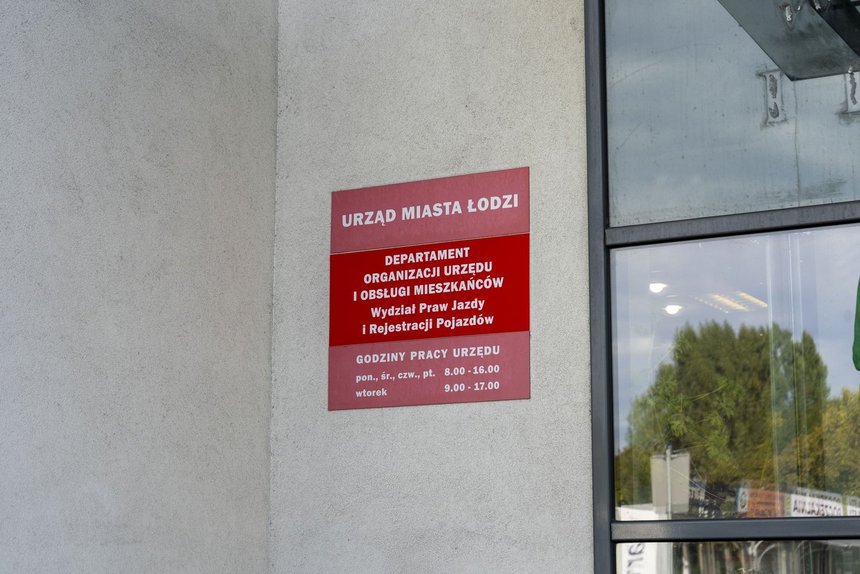 URZĄD MIASTA ŁODZI
DEPARTAMENT
ORGANIZACJI URZĘDU
I OBSŁUGI MIESZKAŃCÓW
Wydział Praw Jazdy
i Rejestracji Pojazdów
GODZINY PRACY URZĘDU
pon., śr., czw., pt. 8.00 - 16.00
wtorek 9.00 - 17.00